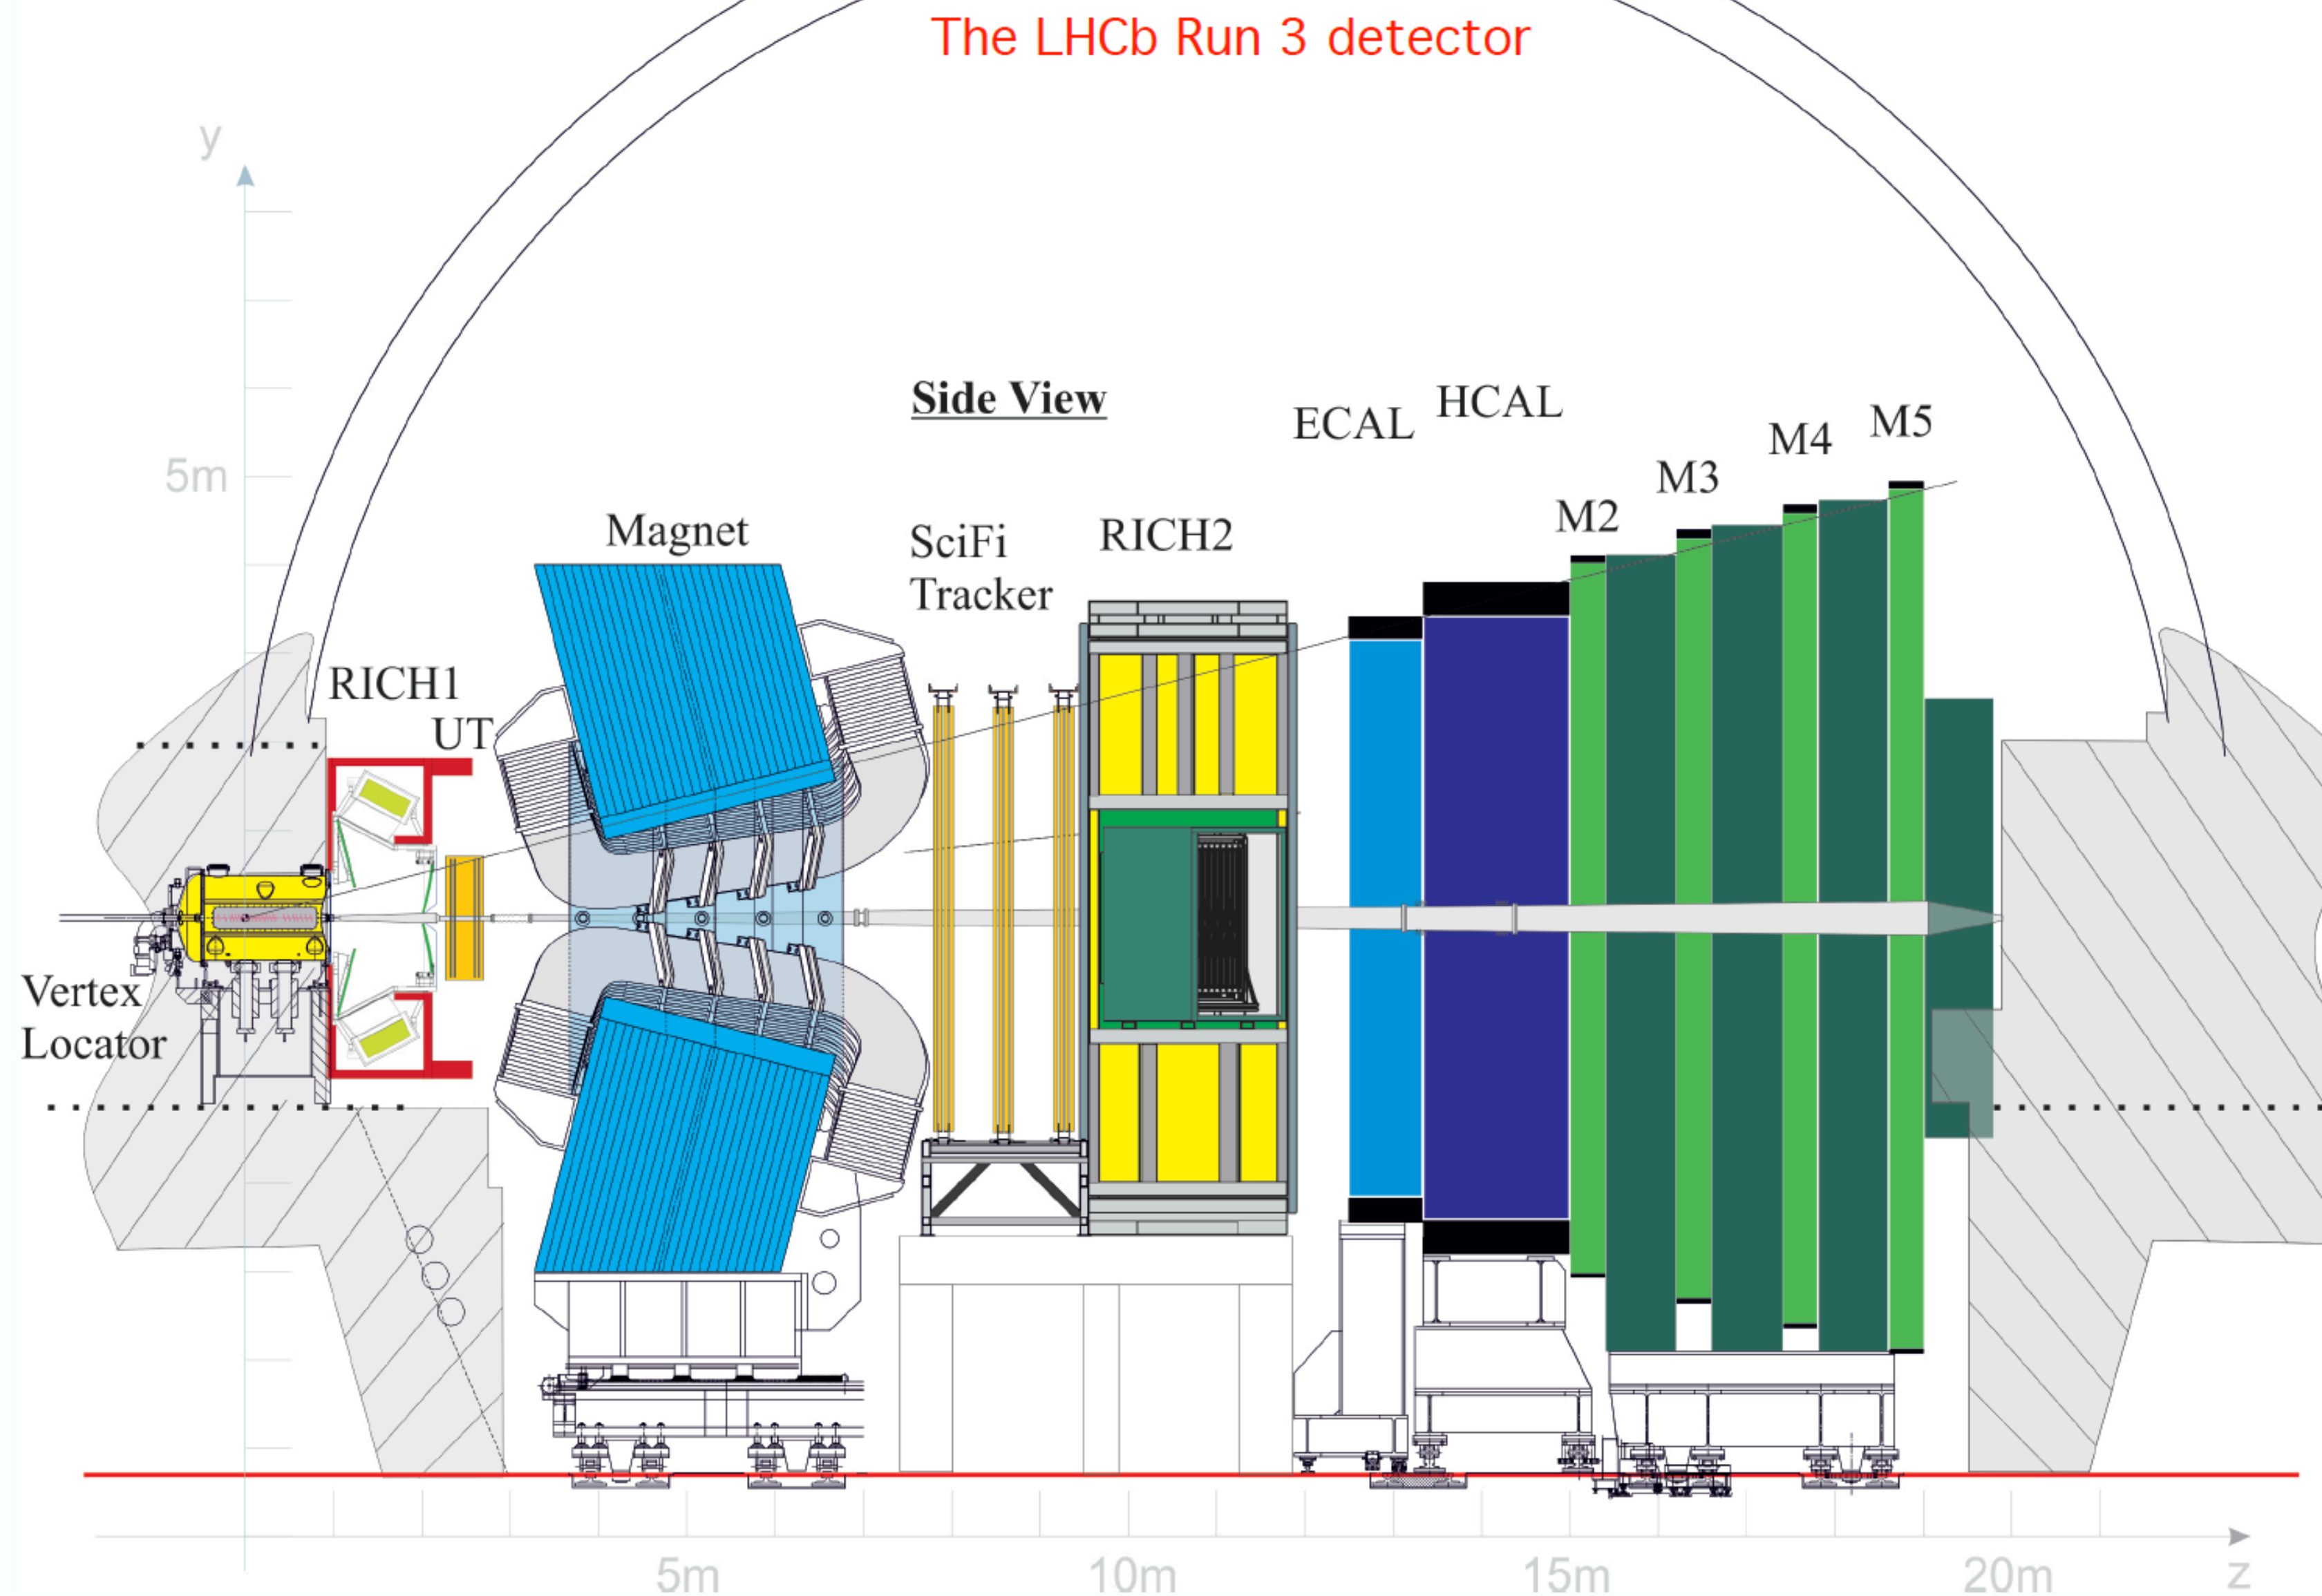 The LHCb Run 3 detector
y
Side View
ECAL
HCAL
M5
M4
M3
5m
M2
Magnet
SciFi
Tracker
RICH2
RICH1
UT
Vertex
Locator
5m
10m
15m
20m
z